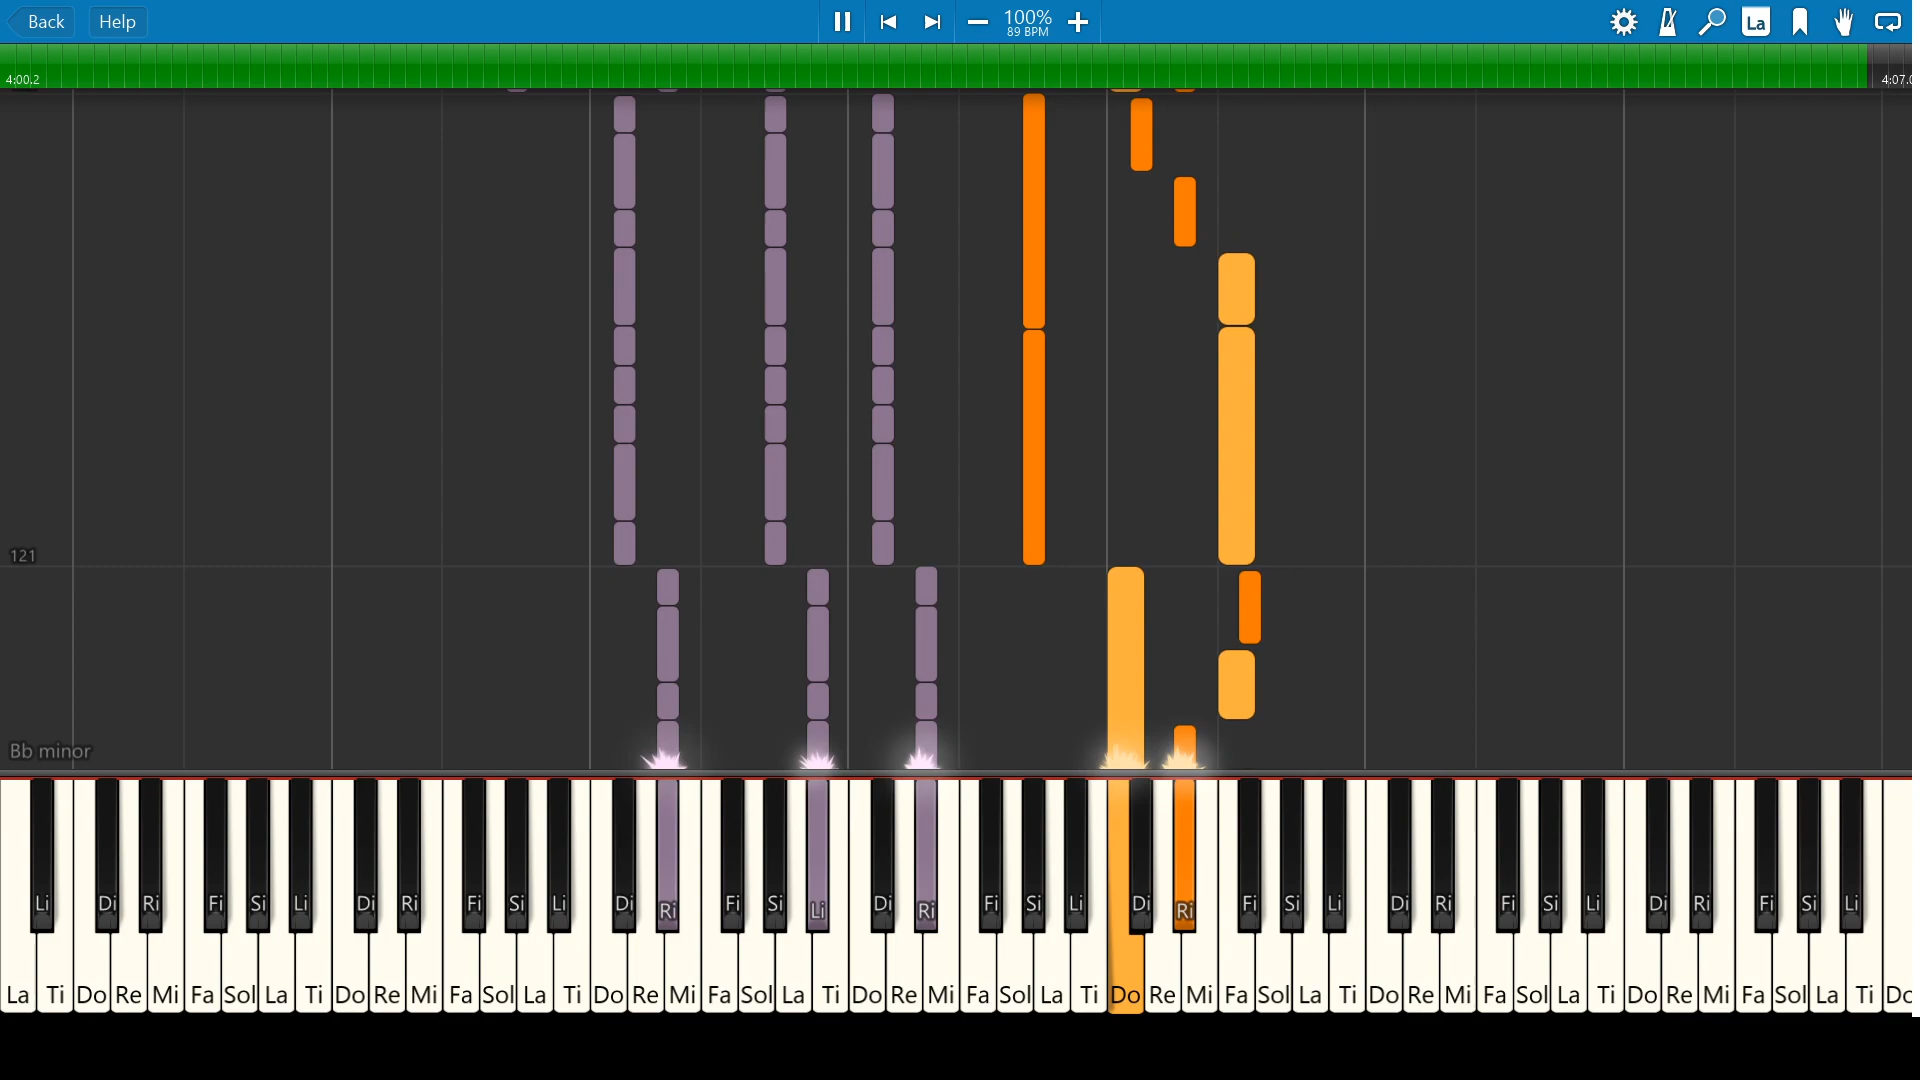 Back Help 100% La
89 BPM
4:00.2 4:07.0
121
Bb minor
Li Di Ri Fi Si Li Di Ri Fi Si Li Di Ri Fi Si Li Di Ri Fi Si Li Di Ri Fi Si Li Di Ri Fi Si Li Di Ri Fi Si Li
La Ti Do Re Mi Fa Sol La Ti Do Re Mi Fa Sol La Ti Do Re Mi Fa Sol La Ti Do Re Mi Fa Sol La Ti Do Re Mi Fa Sol La Ti Do Re Mi Fa Sol La Ti Do Re Mi Fa Sol La Ti Do